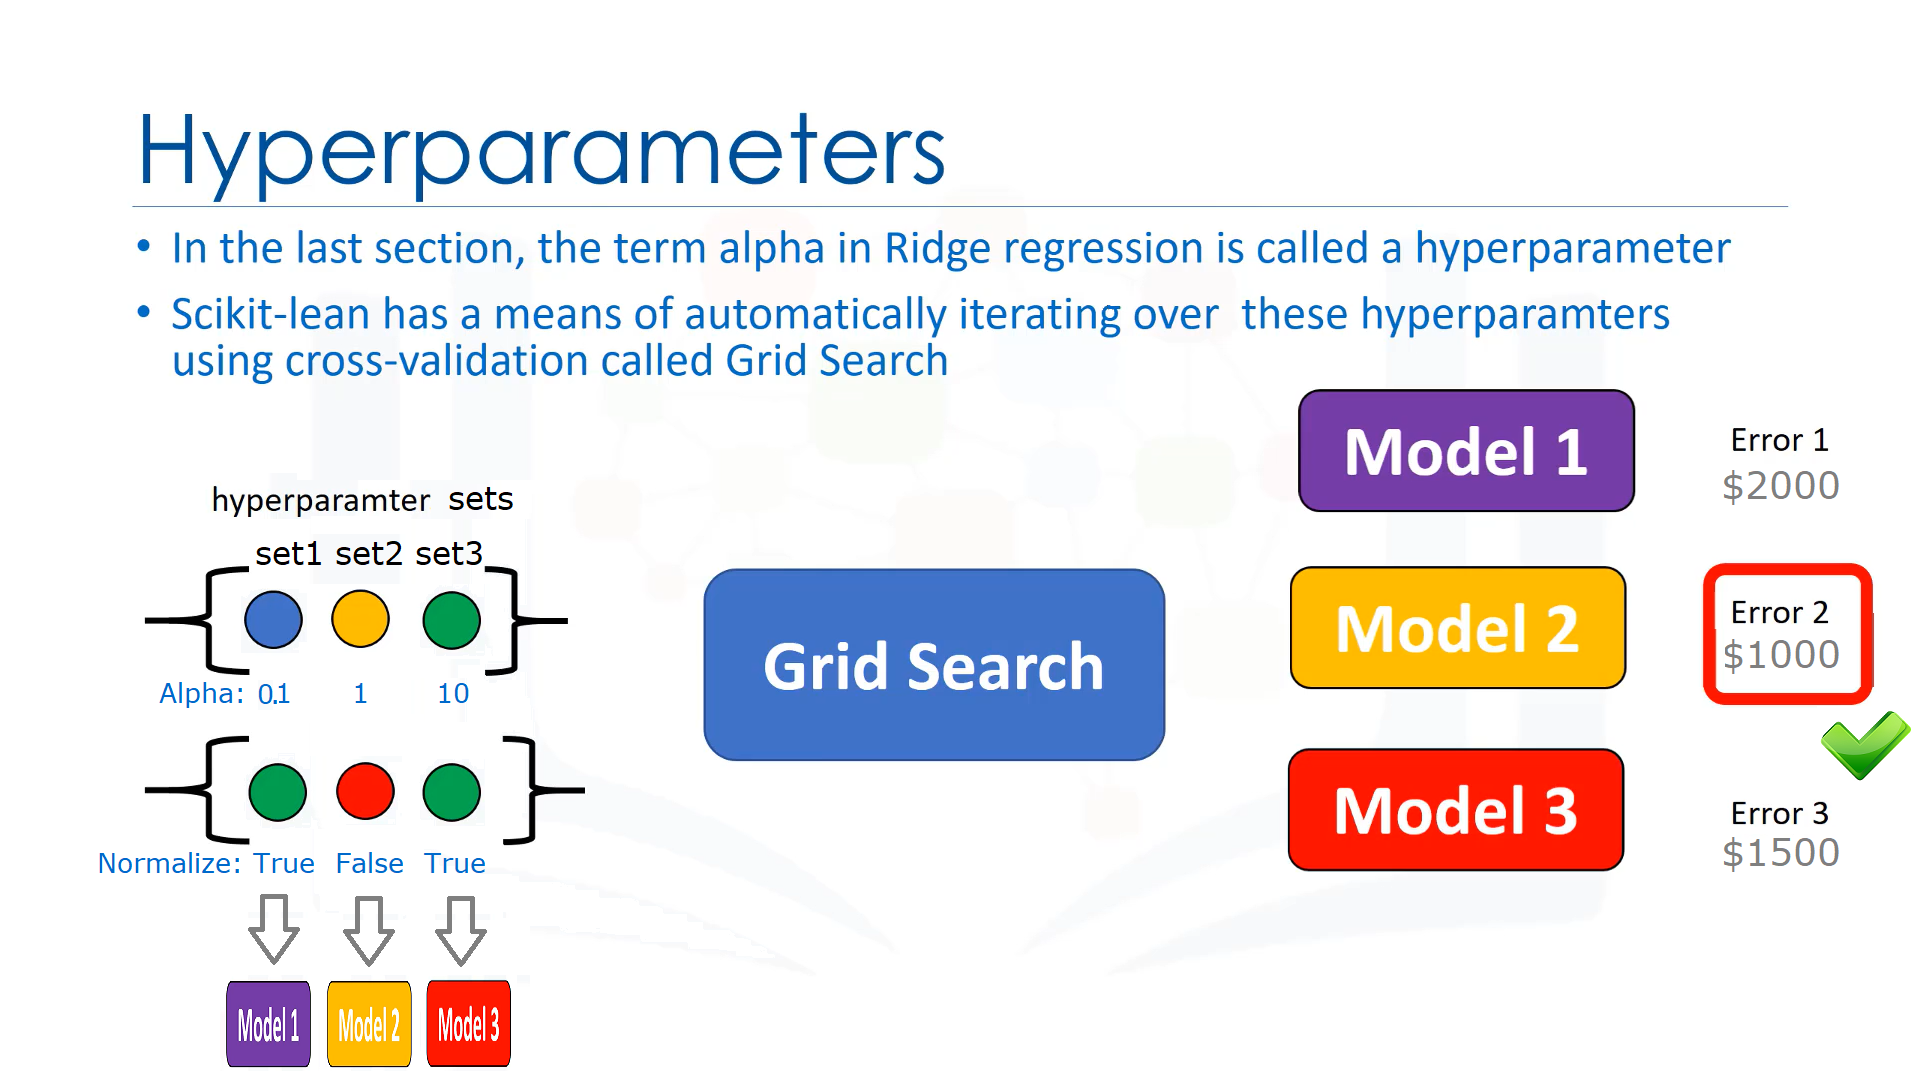 Hyperparameters
• In the last section, the term alpha in Ridge regression is called a hyperparameter
• Scikit-lean has a means of automatically iterating over these hyperparamters
using cross-validation called Grid Search
hyperparamter sets
set1 set2 set3
Alpha: 0.1 1 10
Normalize: True False True
Model 1 Model 2 Model 3
Grid Search
Model 1
Error 1
$2000
Model 2
Error 2
$1000
Model 3
Error 3
$1500